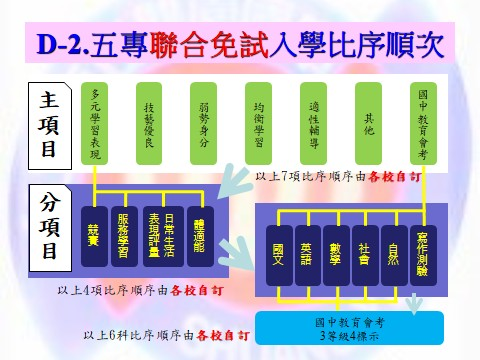 D-2.五專聯合免試入學比序順次
主項目
多元學習表現
技藝優良
弱勢身分
均衡學習
適性輔導
其他
國中教育會考
以上7項比序順序由各校自訂
分項目
競賽
服務學習
日常生活
表現評量
體適能
國文
英語
數學
社會
自然
寫作測驗
以上4項比序順序由各校自訂
以上6科比序順序由各校自訂
國中教育會考
3等級4標示